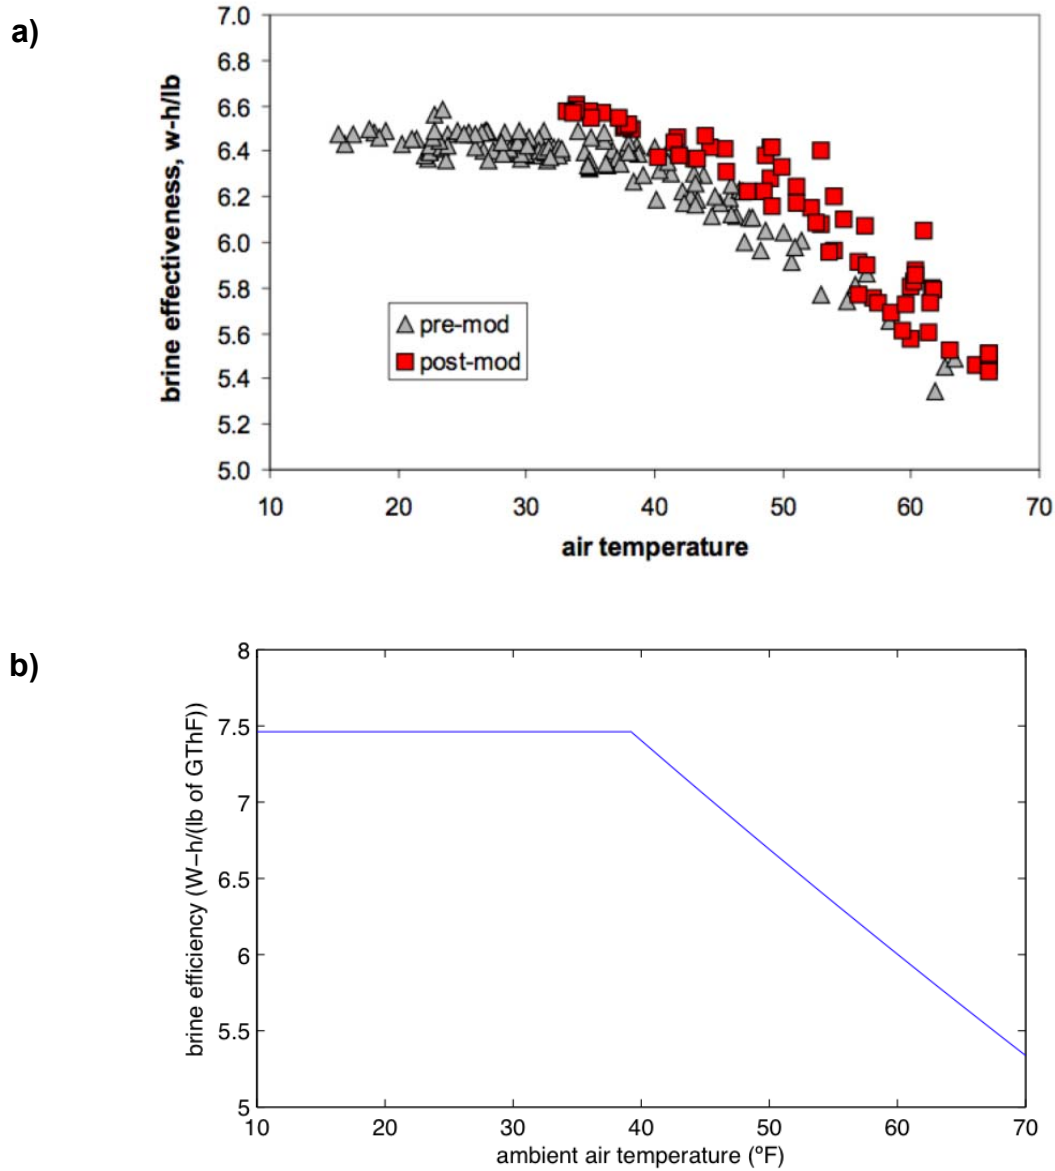 a)
brine effectiveness, w-h/lb
7.0
6.8
6.6
6.4
6.2
6.0
5.8
5.6
5.4
5.2
5.0
pre-mod
post-mod
10 20 30 40 50 60 70
air temperature
b)
brine efficiency (W−h/(lb of GThF))
8
7.5
7
6.5
6
5.5
5
10 20 30 40 50 60 70
ambient air temperature (ºF)